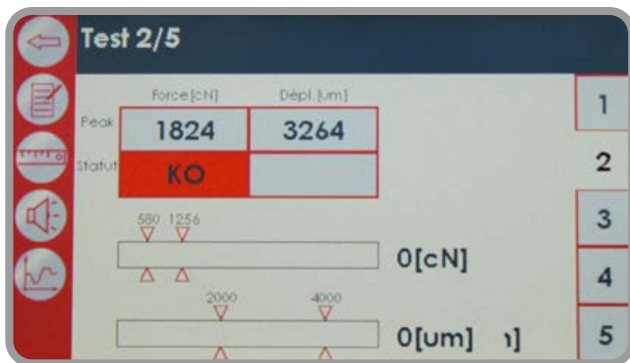 Test 2/5
Force [cN] Dépl. [um]
Peak 1824 3264
Statut KO
580 1256
0[cN]
2000 4000
0[um] ı]
1
2
3
4
5